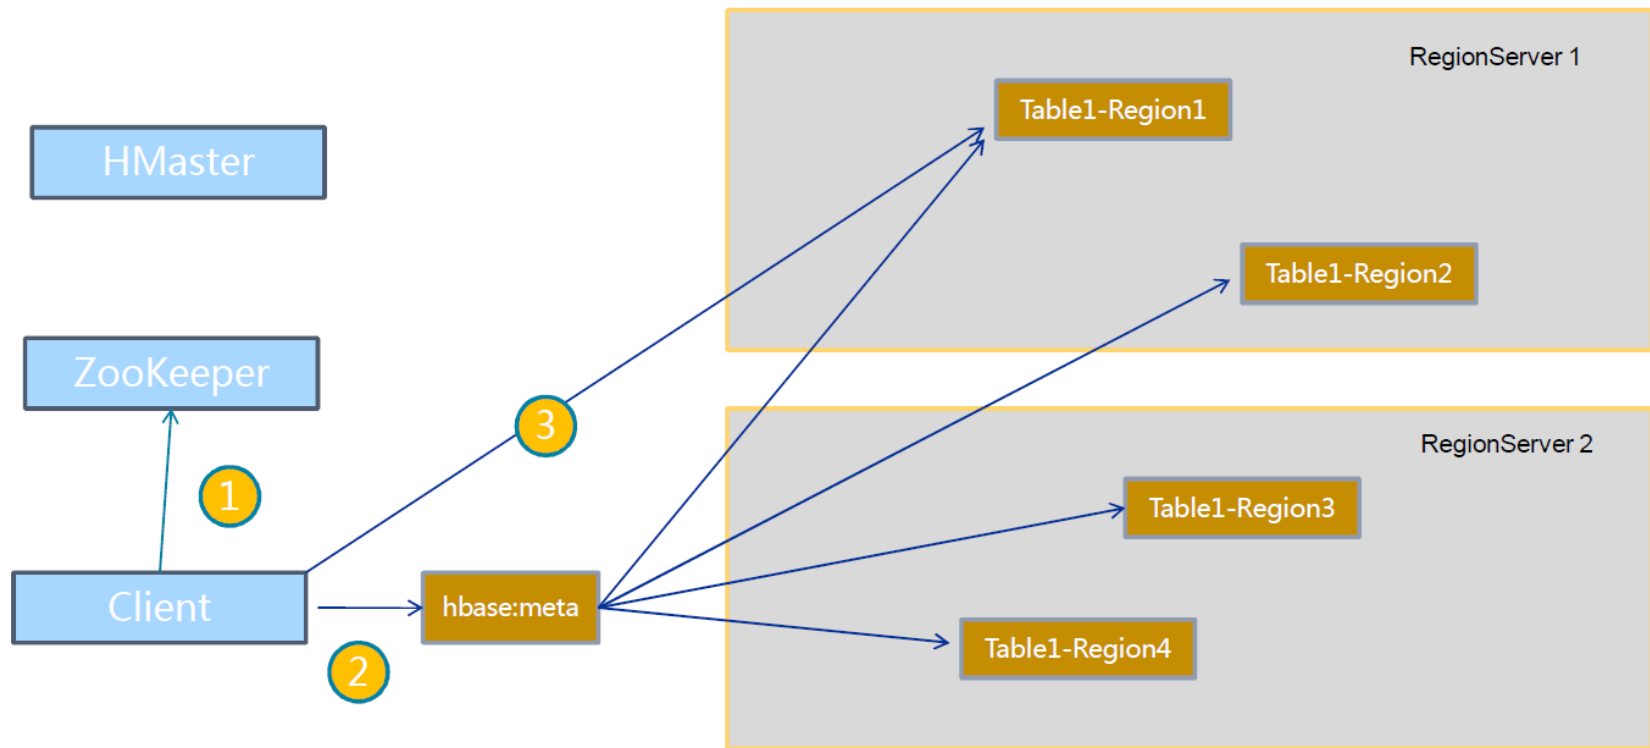 RegionServer 1
Table1-Region1
HMaster
Table1-Region2
ZooKeeper
3
RegionServer 2
1
Table1-Region3
Client
hbase:meta
Table1-Region4
2